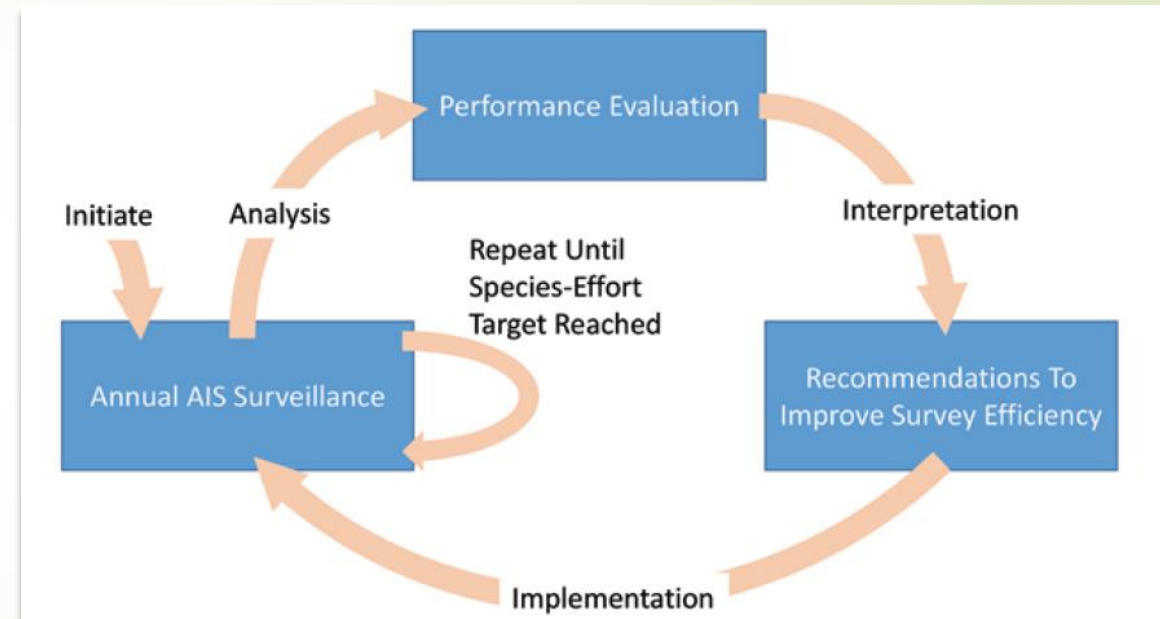 Performance Evaluation
Initiate
Analysis
Interpretation
Repeat Until
Species-Effort
Target Reached
Annual AIS Surveillance
Recommendations To
Improve Survey Efficiency
Implementation